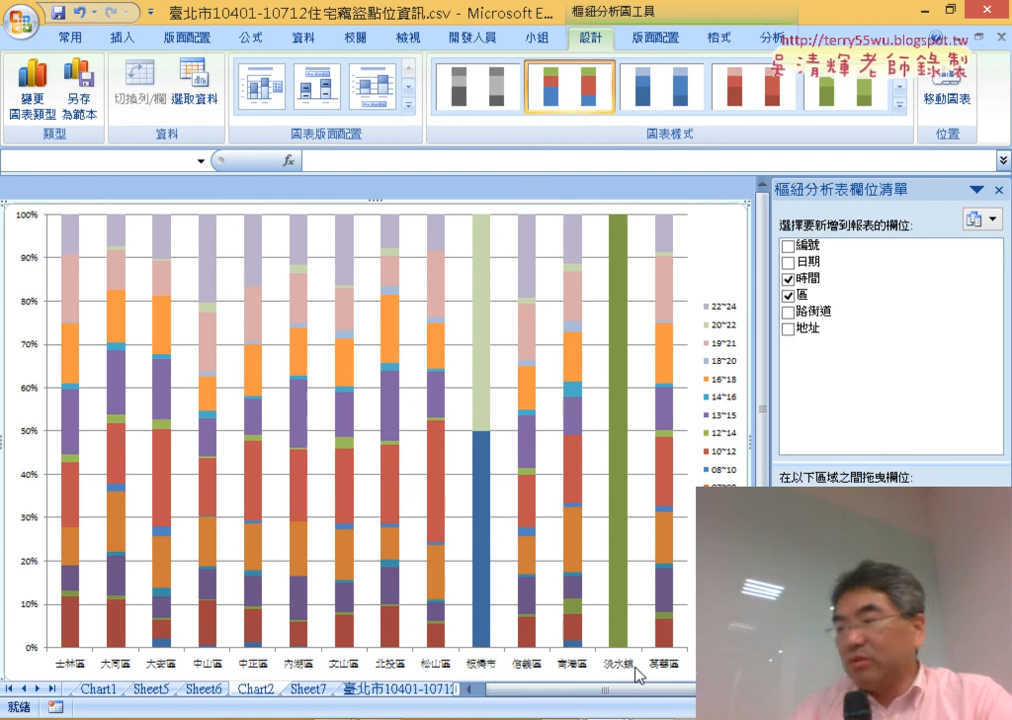 臺北市10401-10712住宅竊盜點位資訊.csv - Microsoft E...
樞紐分析圖工具
常用 插入 版面配置 公式 資料 校閱 檢視 開發人員 小組 設計 版面配置 格式 分析
http://terry55wu.blogspot.tw
吳清輝老師錄製
變更圖表類型 另存為範本 切換列/欄 選取資料 移動圖表
類型 資料 圖表版面配置 圖表樣式 位置
fx
樞紐分析表欄位清單
選擇要新增到報表的欄位:
編號
日期
時間
區
路街道
地址
在以下區域之間拖曳欄位:
100%
90%
80%
70%
60%
50%
40%
30%
20%
10%
0%
22~24
20~22
19~21
18~20
16~18
14~16
13~15
12~14
10~12
08~10
士林區 大同區 大安區 中山區 中正區 內湖區 文山區 北投區 松山區 板橋市 信義區 南港區 淡水鎮 萬華區
Chart1 Sheet5 Sheet6 Chart2 Sheet7 臺北市10401-1071
就緒